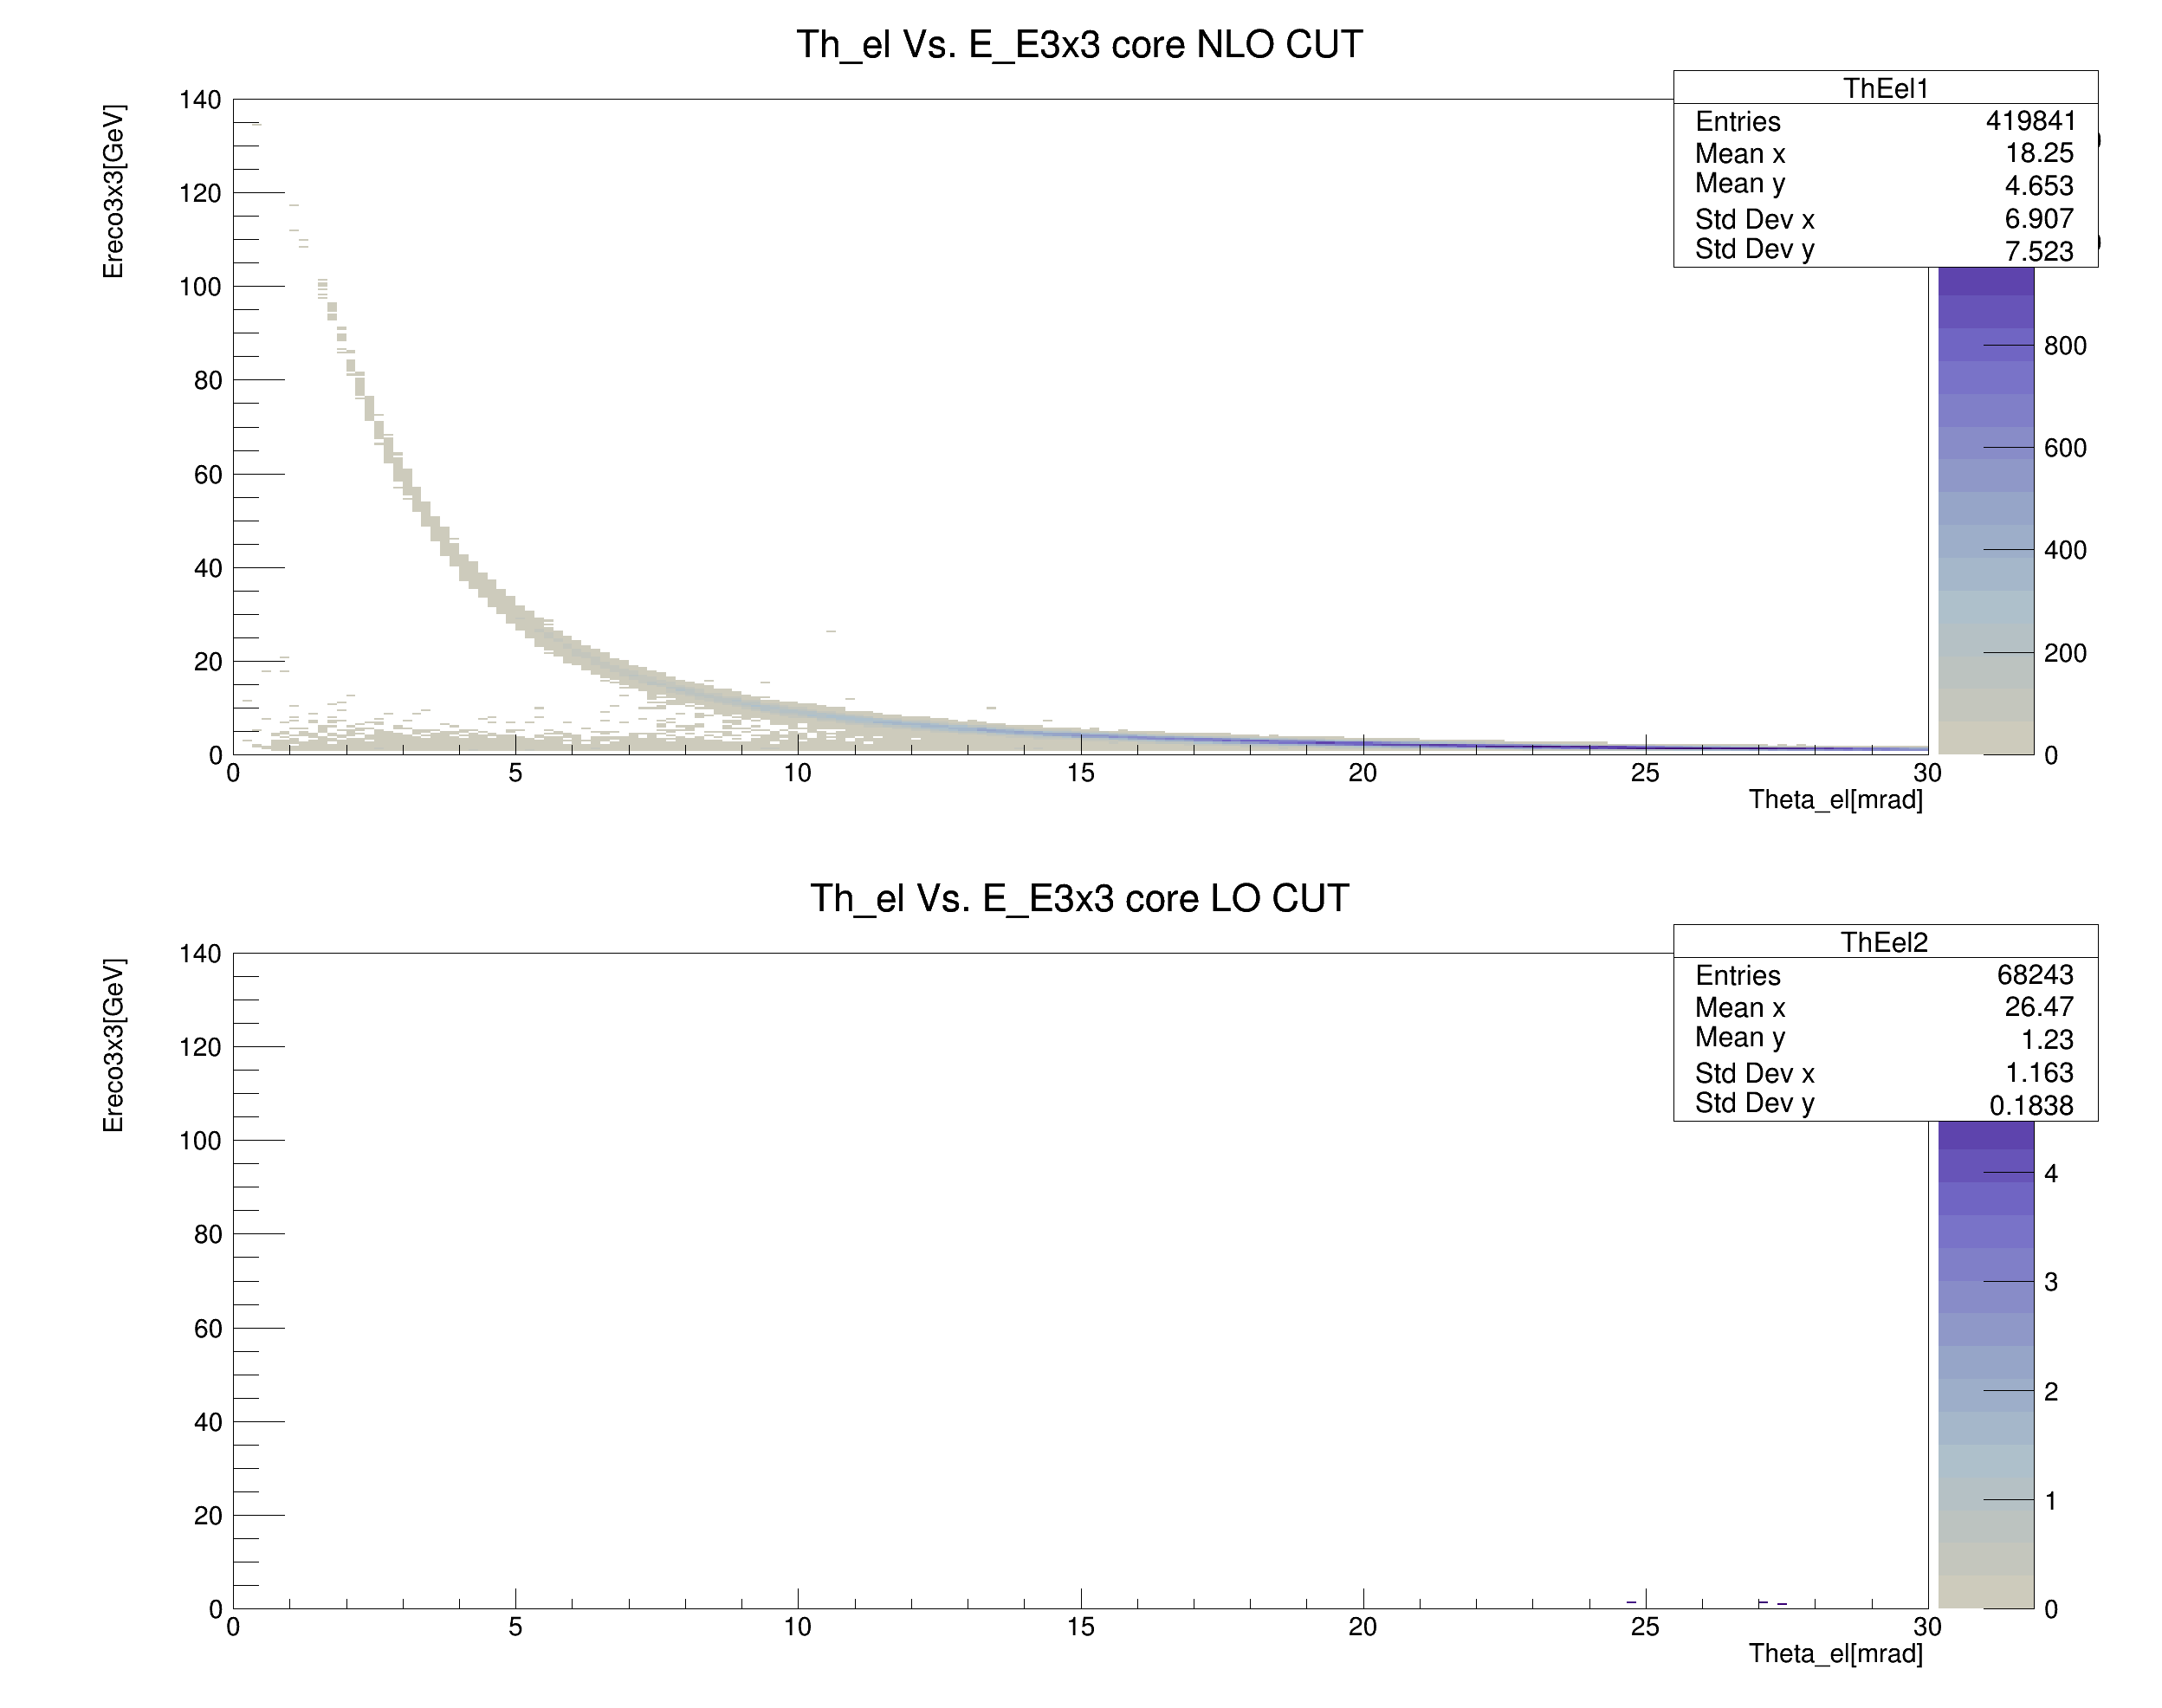 Th_el Vs. E_E3x3 core NLO CUT
Ereco3x3[GeV]
140
120
100
80
60
40
20
0
0 5 10 15 20 25 30
Theta_el[mrad]
ThEel1
Entries 419841
Mean x 18.25
Mean y 4.653
Std Dev x 6.907
Std Dev y 7.523
800
600
400
200
0
Th_el Vs. E_E3x3 core LO CUT
Ereco3x3[GeV]
140
120
100
80
60
40
20
0
0 5 10 15 20 25 30
Theta_el[mrad]
ThEel2
Entries 68243
Mean x 26.47
Mean y 1.23
Std Dev x 1.163
Std Dev y 0.1838
4
3
2
1
0